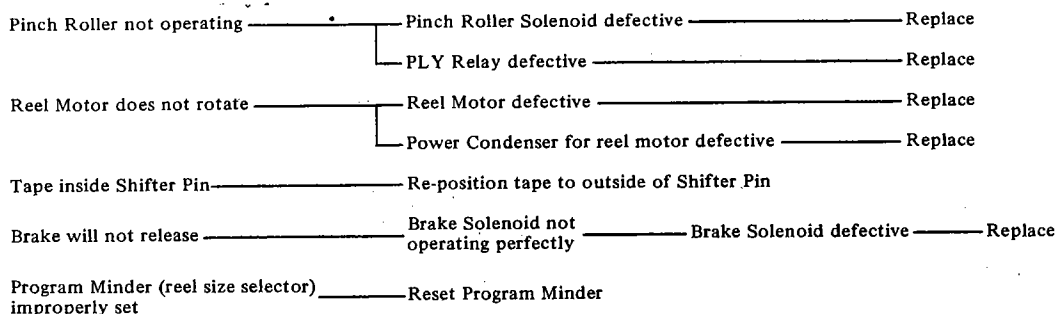 Pinch Roller not operating Pinch Roller Solenoid defective Replace
PLY Relay defective Replace
Reel Motor does not rotate Reel Motor defective Replace
Power Condenser for reel motor defective Replace
Tape inside Shifter Pin Re-position tape to outside of Shifter Pin
Brake will not release Brake Solenoid not operating perfectly Brake Solenoid defective Replace
Program Minder (reel size selector) improperly set Reset Program Minder